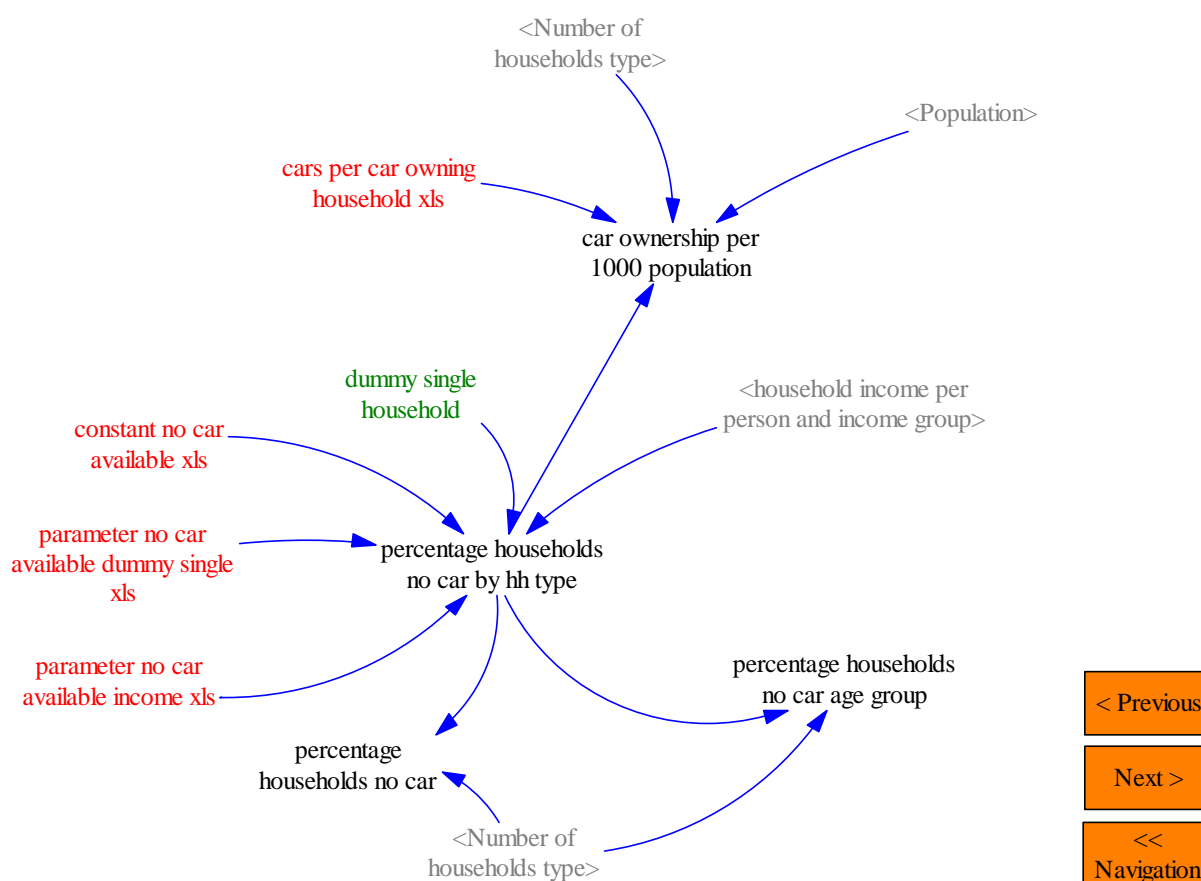 <Number of
households type>
<Population>
cars per car owning
household xls
car ownership per
1000 population
dummy single
household
<household income per
person and income group>
constant no car
available xls
parameter no car
available dummy single
xls
percentage households
no car by hh type
parameter no car
available income xls
percentage households
no car age group
< Previous
percentage
households no car
Next >
<Number of
households type>
<<
Navigation